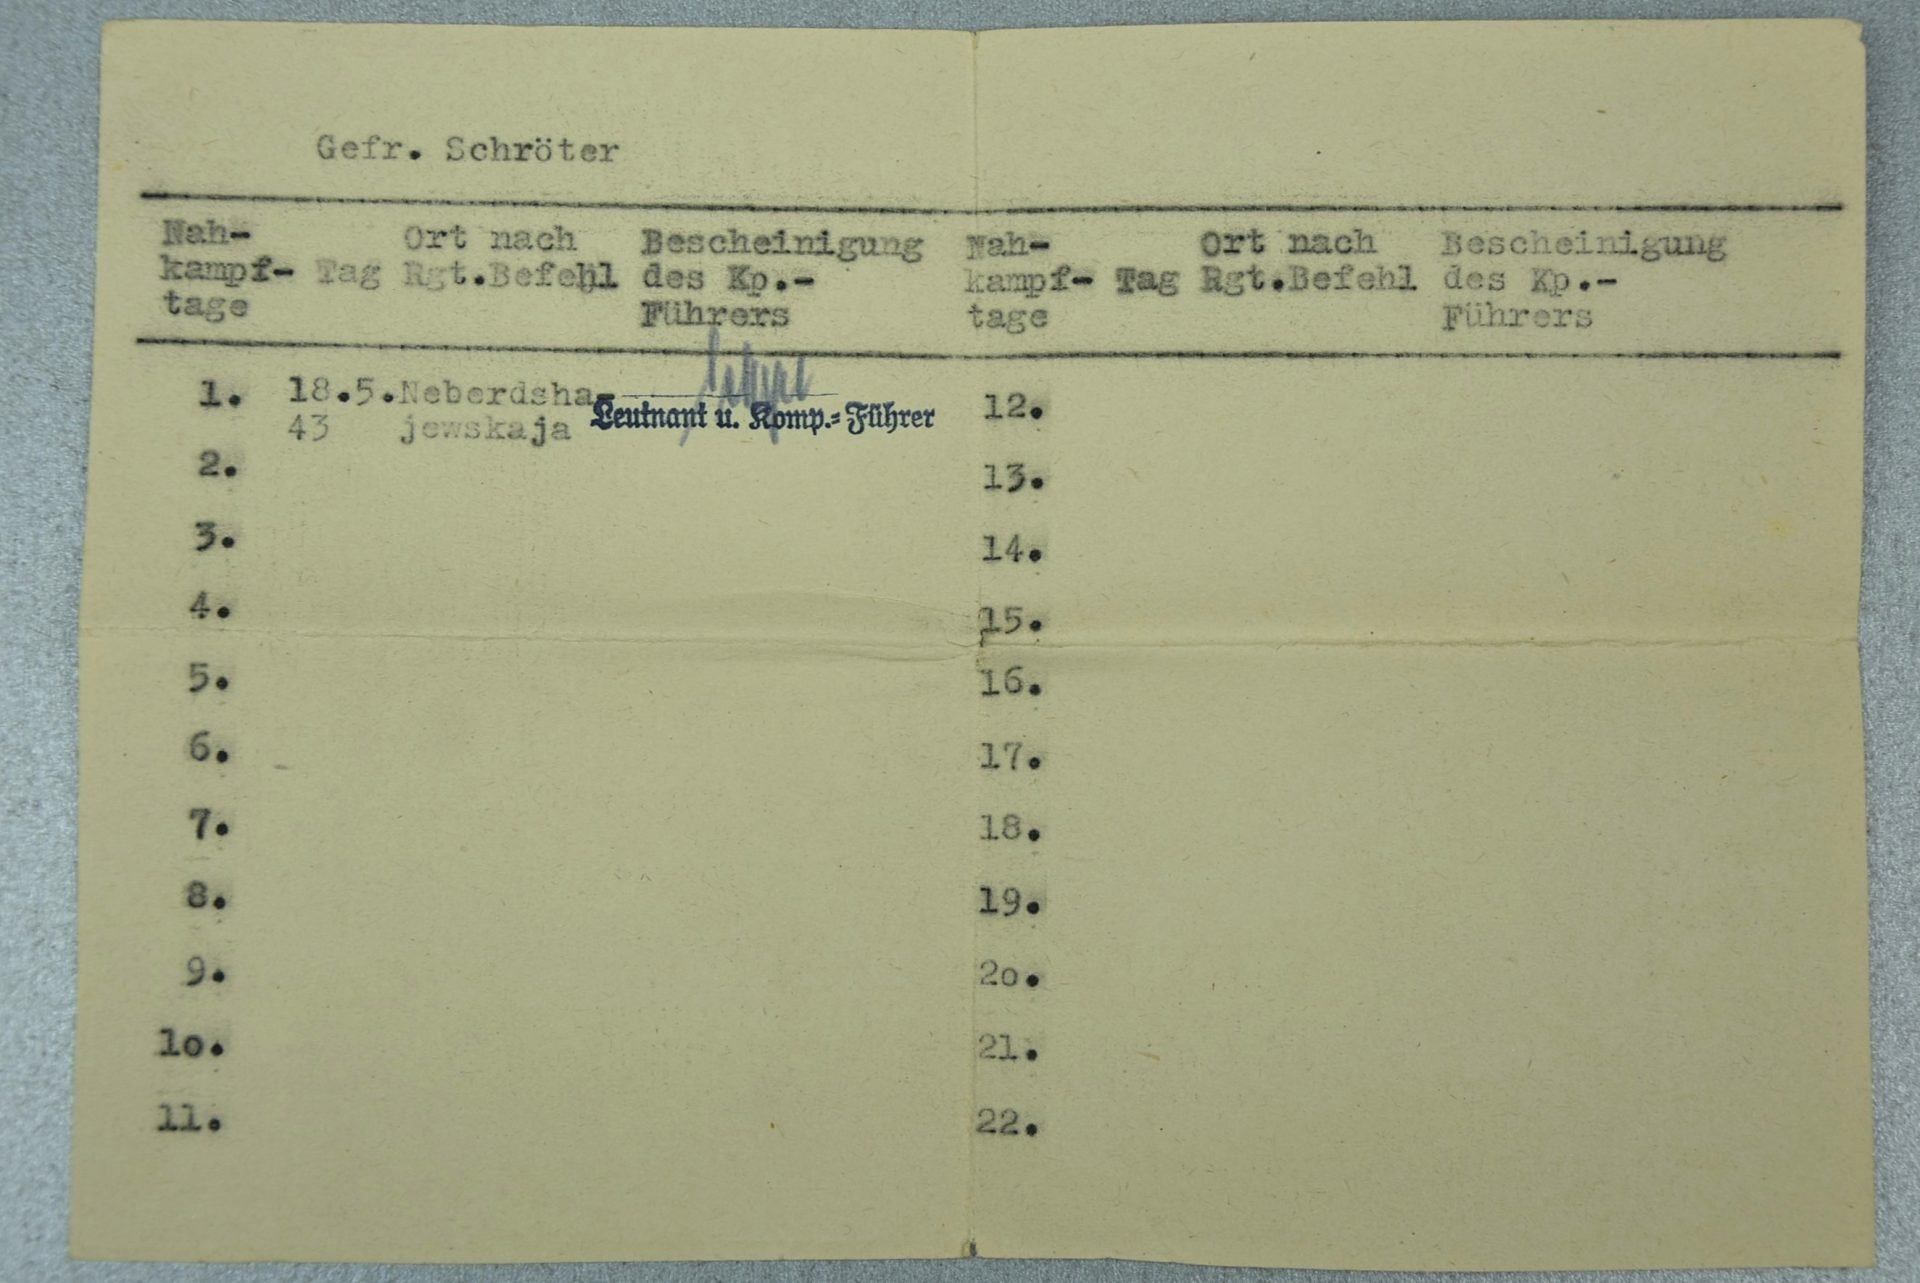 Gefr. Schröter
Nah- Ort nach Bescheinigung Nah- Ort nach Bescheinigung
kampf- Tag Rgt.Befehl des Kp.- kampf- Tag Rgt.Befehl des Kp.-
tage Führers tage Führers
1. 18.5. Neberdsha- 12.
43 jewskaja Leutnant u. Komp.-Führer
2. 13.
3. 14.
4. 15.
5. 16.
6. 17.
7. 18.
8. 19.
9. 2o.
1o. 21.
11. 22.